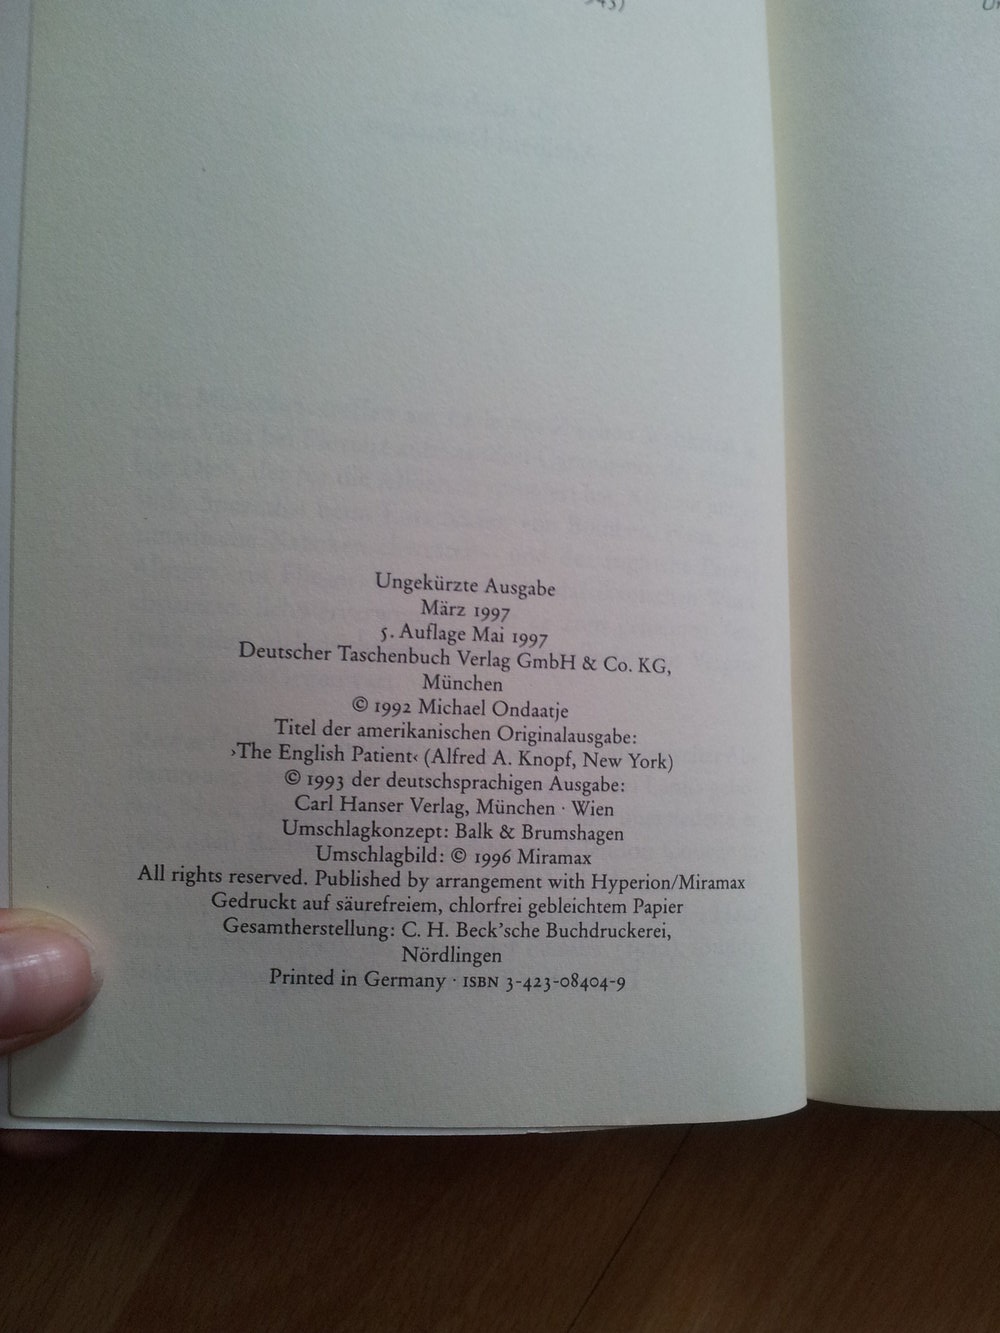 Ungekürzte Ausgabe
März 1997
5. Auflage Mai 1997
Deutscher Taschenbuch Verlag GmbH & Co. KG,
München
© 1992 Michael Ondaatje
Titel der amerikanischen Originalausgabe:
›The English Patient‹ (Alfred A. Knopf, New York)
© 1993 der deutschsprachigen Ausgabe:
Carl Hanser Verlag, München · Wien
Umschlagkonzept: Balk & Brumshagen
Umschlagbild: © 1996 Miramax
All rights reserved. Published by arrangement with Hyperion/Miramax
Gedruckt auf säurefreiem, chlorfrei gebleichtem Papier
Gesamtherstellung: C. H. Beck'sche Buchdruckerei,
Nördlingen
Printed in Germany · ISBN 3-423-08404-9